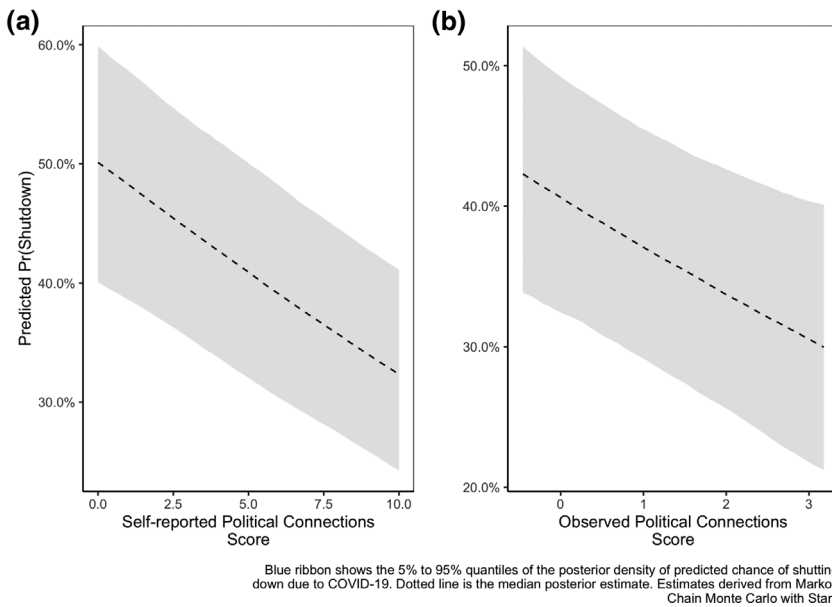 (a)
60.0%
50.0%
40.0%
30.0%
Predicted Pr(Shutdown)
0.0 2.5 5.0 7.5 10.0
Self-reported Political Connections
Score
(b)
50.0%
40.0%
30.0%
20.0%
0 1 2 3
Observed Political Connections
Score
Blue ribbon shows the 5% to 95% quantiles of the posterior density of predicted chance of shuttin
down due to COVID-19. Dotted line is the median posterior estimate. Estimates derived from Marko
Chain Monte Carlo with Stan